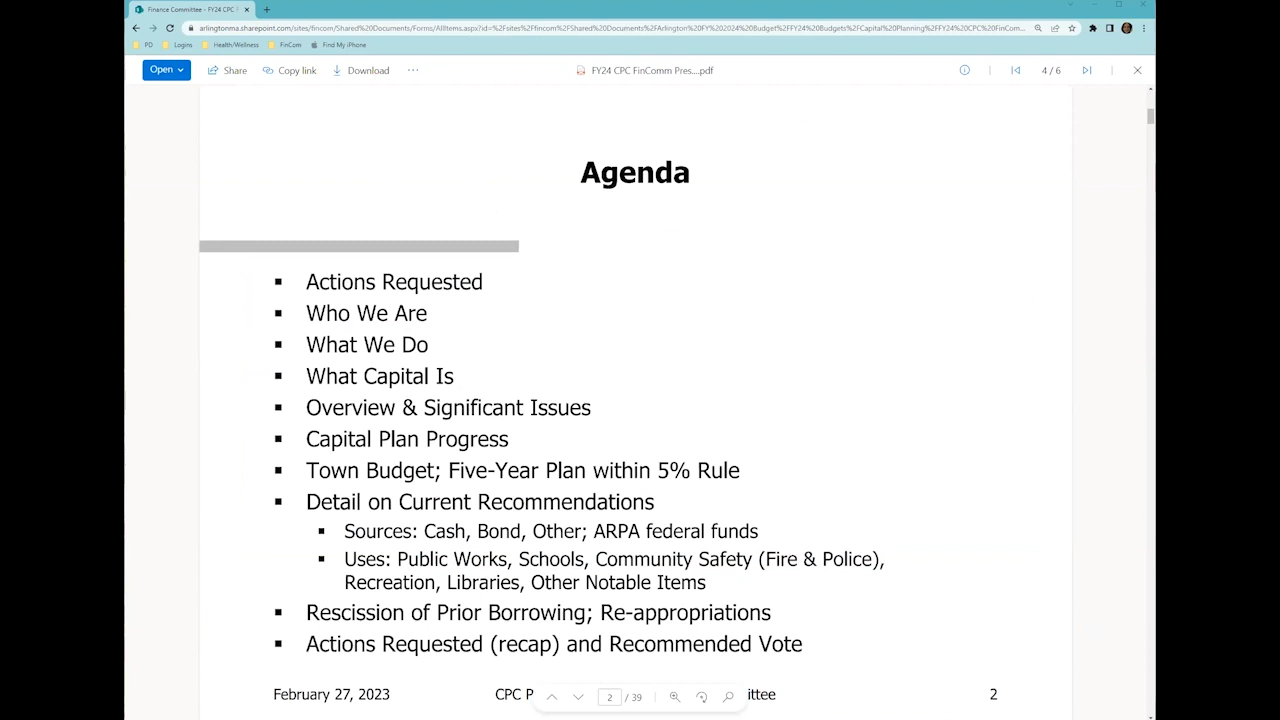 Finance Committee - FY24 CPC F
arlingtonma.sharepoint.com/sites/fincom/Shared%20Documents/Forms/AllItems.aspx?id=%2Fsites%2Ffincom%2FShared%20Documents%2FArlington%20FY%202024%20Budget%2FFY24%20Budgets%2FCapital%20Planning%2FFY24%20CPC%20FinCom...
PD Logins Health/Wellness FinCom Find My iPhone
Open Share Copy link Download ... FY24 CPC FinComm Pres....pdf 4 / 6
Agenda
▪ Actions Requested
▪ Who We Are
▪ What We Do
▪ What Capital Is
▪ Overview & Significant Issues
▪ Capital Plan Progress
▪ Town Budget; Five-Year Plan within 5% Rule
▪ Detail on Current Recommendations
▪ Sources: Cash, Bond, Other; ARPA federal funds
▪ Uses: Public Works, Schools, Community Safety (Fire & Police),
Recreation, Libraries, Other Notable Items
▪ Rescission of Prior Borrowing; Re-appropriations
▪ Actions Requested (recap) and Recommended Vote
February 27, 2023 CPC P ittee 2
2 / 39